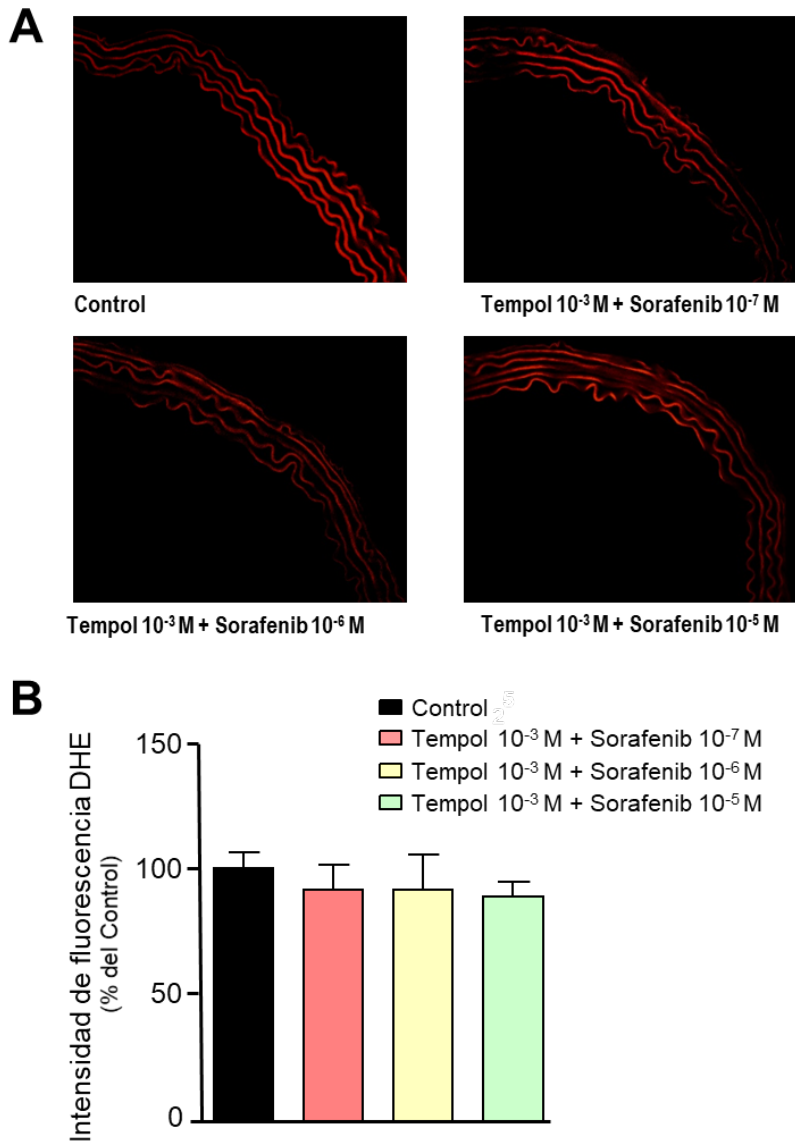 A
Control
Tempol 10⁻³ M + Sorafenib 10⁻⁷ M
Tempol 10⁻³ M + Sorafenib 10⁻⁶ M
Tempol 10⁻³ M + Sorafenib 10⁻⁵ M
B
Control
Tempol 10⁻³ M + Sorafenib 10⁻⁷ M
Tempol 10⁻³ M + Sorafenib 10⁻⁶ M
Tempol 10⁻³ M + Sorafenib 10⁻⁵ M
Intensidad de fluorescencia DHE
(% del Control)
150
100
50
0